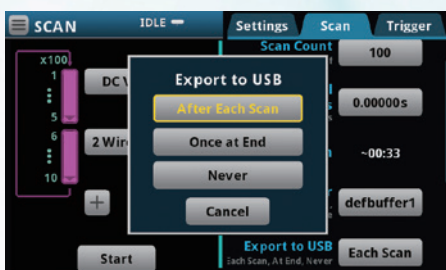 SCAN
IDLE
Settings
Scan
Trigger
x100
1
5
6
10
DC V
2 Wir
+
Start
Export to USB
After Each Scan
Once at End
Never
Cancel
Scan Count
100
0.00000s
~00:33
defbuffer1
Export to USB
Each Scan, At End, Never
Each Scan